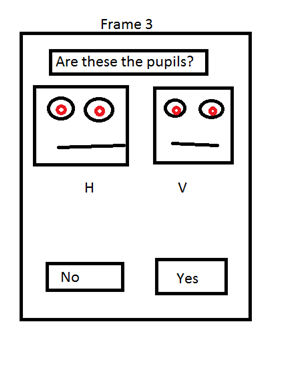 Frame 3
Are these the pupils?
H V
No Yes